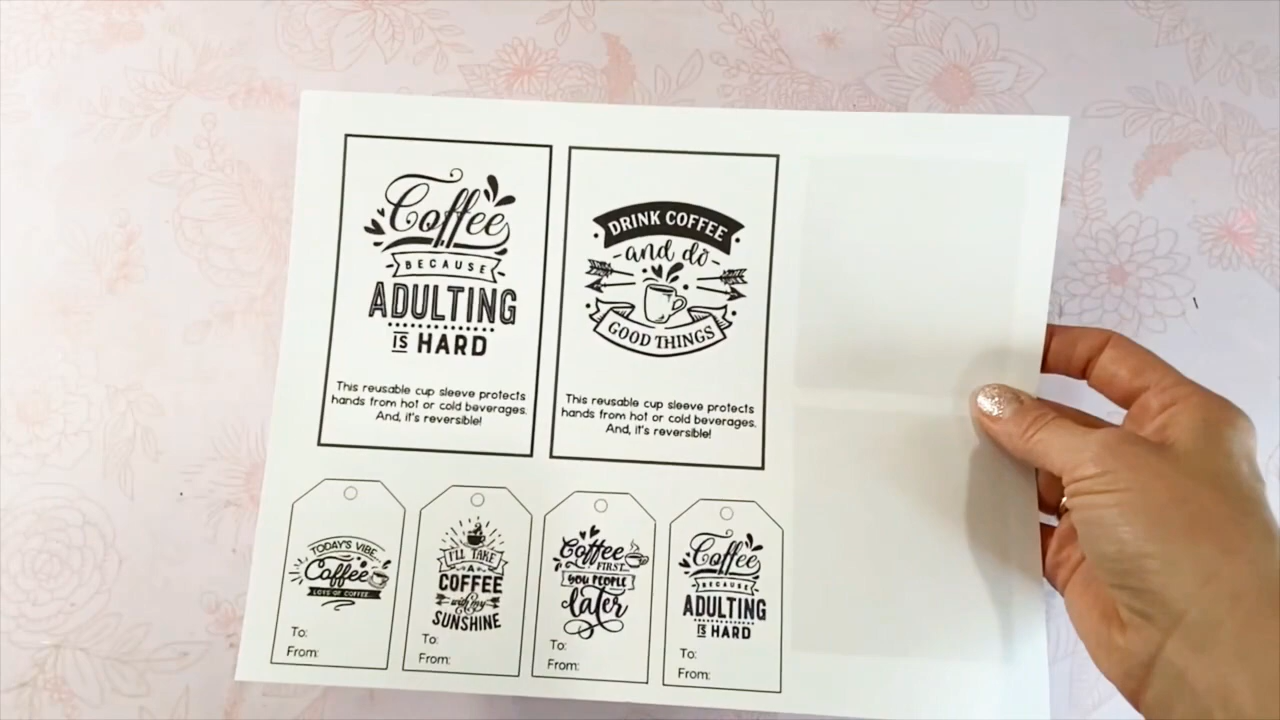 Coffee
BECAUSE
ADULTING
IS HARD
This reusable cup sleeve protects
hands from hot or cold beverages.
And, it's reversible!
DRINK COFFEE
and do
GOOD THINGS
This reusable cup sleeve protects
hands from hot or cold beverages.
And, it's reversible!
TODAY'S VIBE...
Coffee
LOTS OF COFFEE...
To:
From:
I'LL TAKE
A
COFFEE
with my
SUNSHINE
To:
From:
Coffee
FIRST...
YOU PEOPLE
later
To:
From:
Coffee
BECAUSE
ADULTING
IS HARD
To:
From: